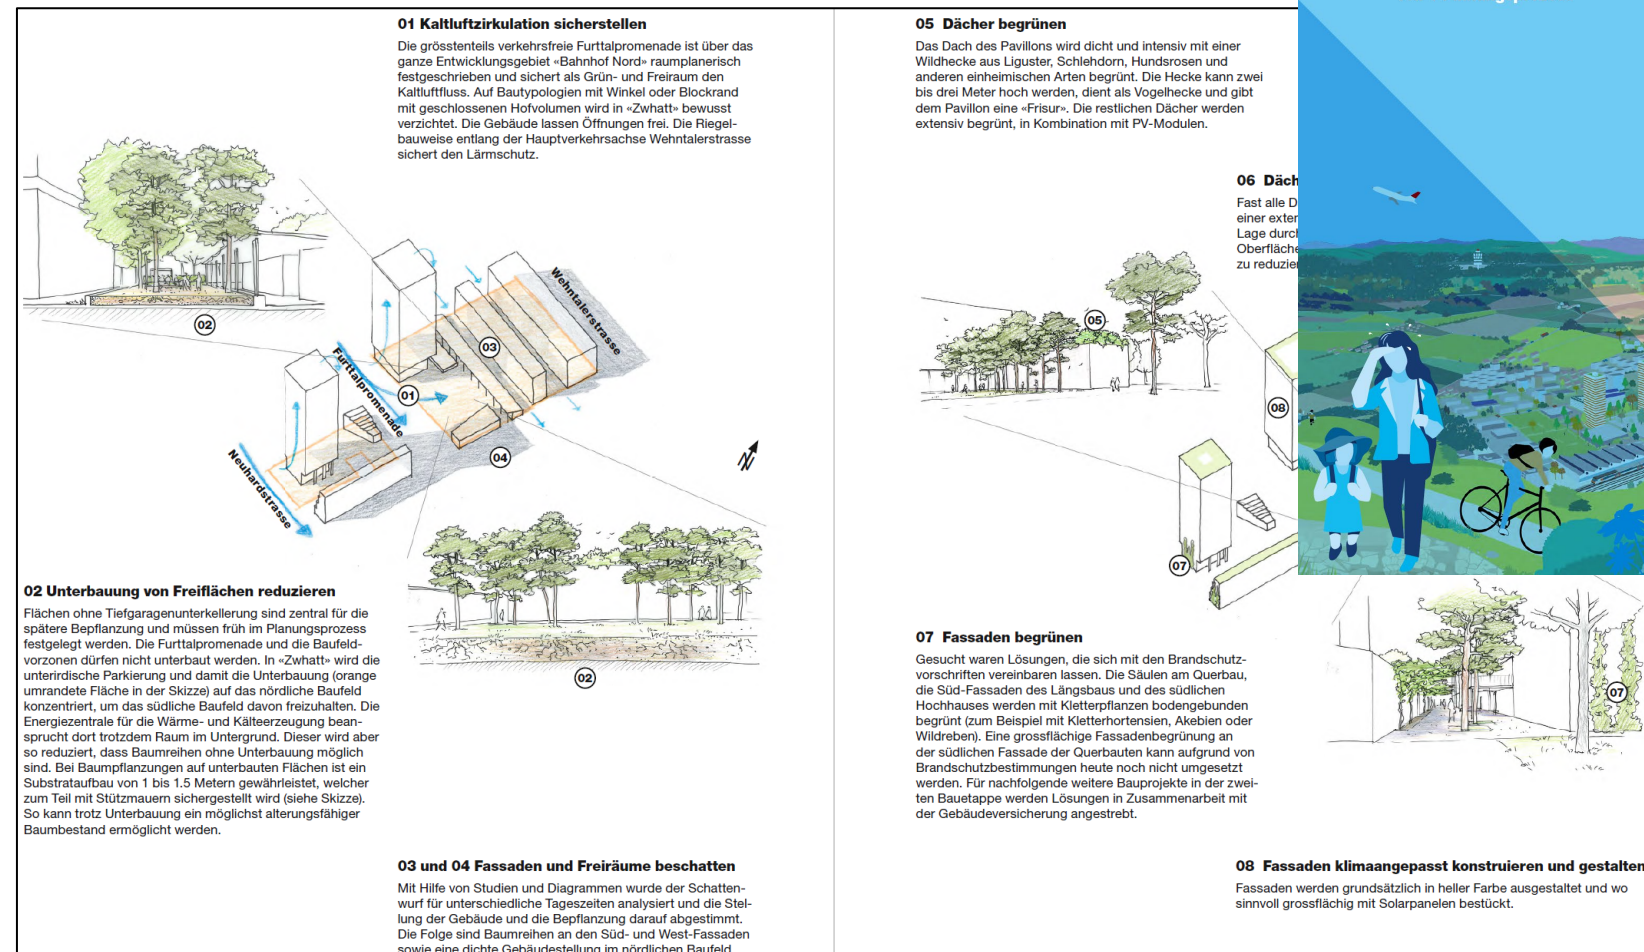 01 Kaltluftzirkulation sicherstellen
Die grösstenteils verkehrsfreie Furttalpromenade ist über das
ganze Entwicklungsgebiet «Bahnhof Nord» raumplanerisch
festgeschrieben und sichert als Grün- und Freiraum den
Kaltluftfluss. Auf Bautypologien mit Winkel oder Blockrand
mit geschlossenen Hofvolumen wird in «Zwhatt» bewusst
verzichtet. Die Gebäude lassen Öffnungen frei. Die Riegel-
bauweise entlang der Hauptverkehrsachse Wehntalerstrasse
sichert den Lärmschutz.
02
Wehntalerstrasse
03
Furttalpromenade
01
04
Neuhardstrasse
N
02 Unterbauung von Freiflächen reduzieren
Flächen ohne Tiefgaragenunterkellerung sind zentral für die
spätere Bepflanzung und müssen früh im Planungsprozess
festgelegt werden. Die Furttalpromenade und die Baufeld-
vorzonen dürfen nicht unterbaut werden. In «Zwhatt» wird die
unterirdische Parkierung und damit die Unterbauung (orange
umrandete Fläche in der Skizze) auf das nördliche Baufeld
konzentriert, um das südliche Baufeld davon freizuhalten. Die
Energiezentrale für die Wärme- und Kälteerzeugung bean-
sprucht dort trotzdem Raum im Untergrund. Dieser wird aber
so reduziert, dass Baumreihen ohne Unterbauung möglich
sind. Bei Baumpflanzungen auf unterbauten Flächen ist ein
Substrataufbau von 1 bis 1.5 Metern gewährleistet, welcher
zum Teil mit Stützmauern sichergestellt wird (siehe Skizze).
So kann trotz Unterbauung ein möglichst alterungsfähiger
Baumbestand ermöglicht werden.
02
03 und 04 Fassaden und Freiräume beschatten
Mit Hilfe von Studien und Diagrammen wurde der Schatten-
wurf für unterschiedliche Tageszeiten analysiert und die Stel-
lung der Gebäude und die Bepflanzung darauf abgestimmt.
Die Folge sind Baumreihen an den Süd- und West-Fassaden
sowie eine dichte Gebäudestellung im nördlichen Baufeld
05 Dächer begrünen
Das Dach des Pavillons wird dicht und intensiv mit einer
Wildhecke aus Liguster, Schlehdorn, Hundsrosen und
anderen einheimischen Arten begrünt. Die Hecke kann zwei
bis drei Meter hoch werden, dient als Vogelhecke und gibt
dem Pavillon eine «Frisur». Die restlichen Dächer werden
extensiv begrünt, in Kombination mit PV-Modulen.
06 Däch
Fast alle D
einer exter
Lage durch
Oberfläche
zu reduzier
05
08
07
07 Fassaden begrünen
Gesucht waren Lösungen, die sich mit den Brandschutz-
vorschriften vereinbaren lassen. Die Säulen am Querbau,
die Süd-Fassaden des Längsbaus und des südlichen
Hochhauses werden mit Kletterpflanzen bodengebunden
begrünt (zum Beispiel mit Kletterhortensien, Akebien oder
Wildreben). Eine grossflächige Fassadenbegrünung an
der südlichen Fassade der Querbauten kann aufgrund von
Brandschutzbestimmungen heute noch nicht umgesetzt
werden. Für nachfolgende weitere Bauprojekte in der zwei-
ten Bauetappe werden Lösungen in Zusammenarbeit mit
der Gebäudeversicherung angestrebt.
07
08 Fassaden klimaangepasst konstruieren und gestalten
Fassaden werden grundsätzlich in heller Farbe ausgestaltet und wo
sinnvoll grossflächig mit Solarpanelen bestückt.